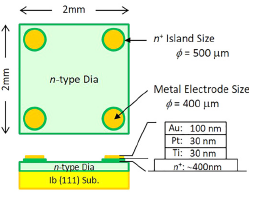 2mm
2mm
n⁺ Island Size
ϕ = 500 μm
n-type Dia
Metal Electrode Size
ϕ = 400 μm
Au: 100 nm
Pt: 30 nm
Ti: 30 nm
n⁺: ~400nm
n-type Dia
Ib (111) Sub.